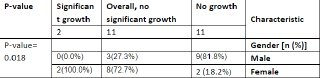 P-value Significan Overall, no No growth
t growth significant growth Characteristic
2 11 11
Gender [n (%)]
P-value= 0(0.0%) 3(27.3%) 9(81.8%) Male
0.018 2(100.0%) 8(72.7%) 2 (18.2%) Female